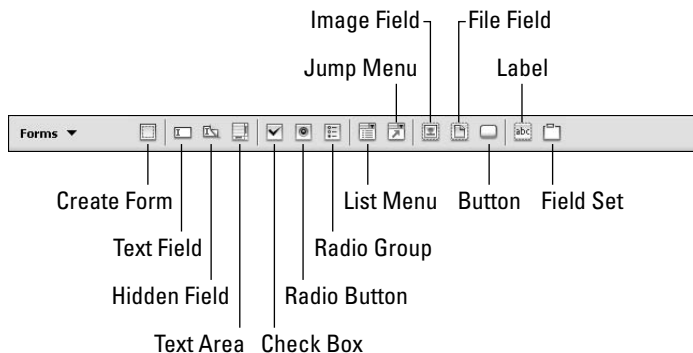 Image Field File Field
Jump Menu Label
Forms
abc
Create Form List Menu Button Field Set
Text Field Radio Group
Hidden Field Radio Button
Text Area Check Box